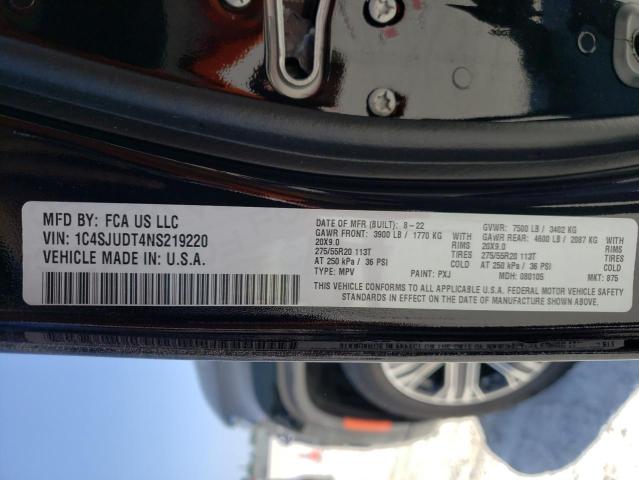 MFD BY: FCA US LLC
VIN: 1C4SJUDT4NS219220
VEHICLE MADE IN: U.S.A.
DATE OF MFR (BUILT): 8-22 GVWR: 7500 LB / 3402 KG
GAWR FRONT: 3900 LB / 1770 KG WITH GAWR REAR: 4600 LB / 2087 KG WITH
20X9.0 RIMS 20X9.0 RIMS
275/55R20 113T TIRES 275/55R20 113T TIRES
AT 250 kPa / 36 PSI COLD AT 250 kPa / 36 PSI COLD
TYPE: MPV PAINT: PXJ MDH: 080105 MKT: 875
THIS VEHICLE CONFORMS TO ALL APPLICABLE U.S.A. FEDERAL MOTOR VEHICLE SAFETY
STANDARDS IN EFFECT ON THE DATE OF MANUFACTURE SHOWN ABOVE.